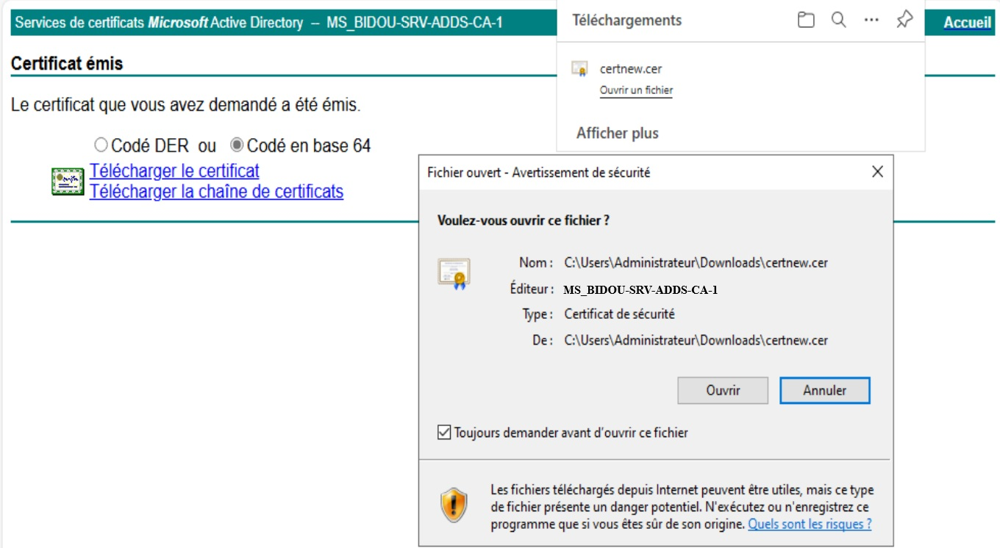 Services de certificats Microsoft Active Directory -- MS_BIDOU-SRV-ADDS-CA-1
Accueil
Téléchargements
certnew.cer
Ouvrir un fichier
Afficher plus
Certificat émis
Le certificat que vous avez demandé a été émis.
Codé DER ou Codé en base 64
Télécharger le certificat
Télécharger la chaîne de certificats
Fichier ouvert - Avertissement de sécurité
Voulez-vous ouvrir ce fichier ?
Nom : C:\Users\Administrateur\Downloads\certnew.cer
Éditeur : MS_BIDOU-SRV-ADDS-CA-1
Type : Certificat de sécurité
De : C:\Users\Administrateur\Downloads\certnew.cer
Ouvrir Annuler
Toujours demander avant d'ouvrir ce fichier
Les fichiers téléchargés depuis Internet peuvent être utiles, mais ce type
de fichier présente un danger potentiel. N'exécutez ou n'enregistrez ce
programme que si vous êtes sûr de son origine. Quels sont les risques ?